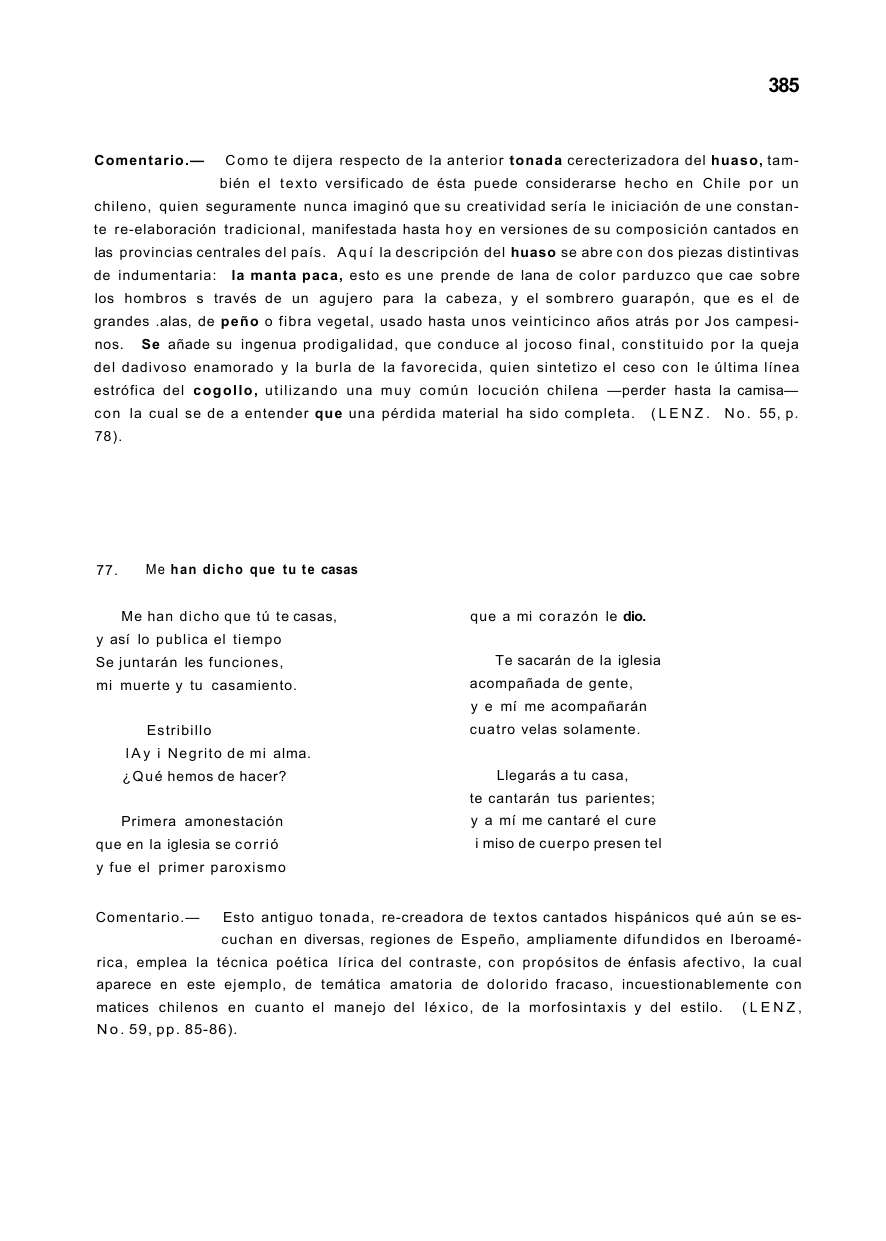 385
Comentario.— Como te dijera respecto de la anterior tonada cerecterizadora del huaso, tam-
bién el texto versificado de ésta puede considerarse hecho en Chile por un
chileno, quien seguramente nunca imaginó que su creatividad sería le iniciación de une constan-
te re-elaboración tradicional, manifestada hasta hoy en versiones de su composición cantados en
las provincias centrales del país. Aquí la descripción del huaso se abre con dos piezas distintivas
de indumentaria: la manta paca, esto es une prende de lana de color parduzco que cae sobre
los hombros s través de un agujero para la cabeza, y el sombrero guarapón, que es el de
grandes .alas, de peño o fibra vegetal, usado hasta unos veinticinco años atrás por Jos campesi-
nos. Se añade su ingenua prodigalidad, que conduce al jocoso final, constituido por la queja
del dadivoso enamorado y la burla de la favorecida, quien sintetizo el ceso con le última línea
estrófica del cogollo, utilizando una muy común locución chilena —perder hasta la camisa—
con la cual se de a entender que una pérdida material ha sido completa. (LENZ. No. 55, p.
78).
77. Me han dicho que tu te casas
Me han dicho que tú te casas,
y así lo publica el tiempo
Se juntarán les funciones,
mi muerte y tu casamiento.
Estribillo
lAy i Negrito de mi alma.
¿Qué hemos de hacer?
Primera amonestación
que en la iglesia se corrió
y fue el primer paroxismo
que a mi corazón le dio.
Te sacarán de la iglesia
acompañada de gente,
y e mí me acompañarán
cuatro velas solamente.
Llegarás a tu casa,
te cantarán tus parientes;
y a mí me cantaré el cure
i miso de cuerpo presen tel
Comentario.— Esto antiguo tonada, re-creadora de textos cantados hispánicos qué aún se es-
cuchan en diversas, regiones de Espeño, ampliamente difundidos en Iberoamé-
rica, emplea la técnica poética lírica del contraste, con propósitos de énfasis afectivo, la cual
aparece en este ejemplo, de temática amatoria de dolorido fracaso, incuestionablemente con
matices chilenos en cuanto el manejo del léxico, de la morfosintaxis y del estilo. (LENZ,
No. 59, pp. 85-86).